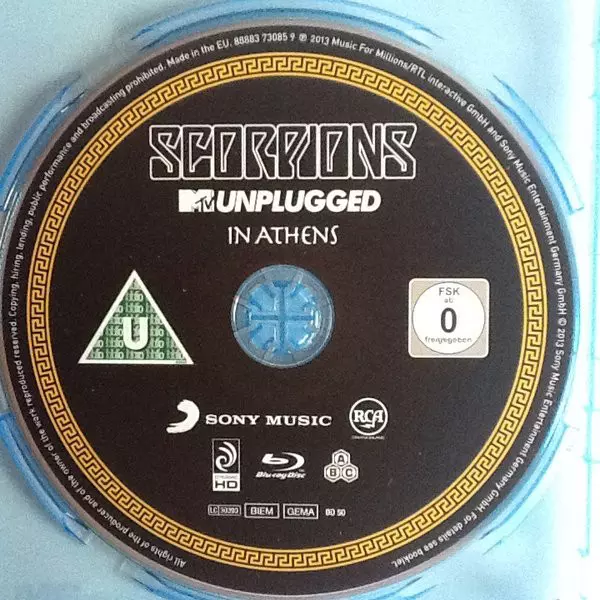 All rights of the producer and of the owner of the work reproduced reserved. Copying, hiring, lending, public performance and broadcasting prohibited. Made in the EU. 88883 73085 9 ℗ 2013 Music For Millions/RTL interactive GmbH and Sony Music Entertainment Germany GmbH © 2013 Sony Music Entertainment Germany GmbH. For details see booklet.
SCORPIONS
MTV UNPLUGGED
IN ATHENS
U
FSK
ab
0
freigegeben
SONY MUSIC
RCA
HD
Blu-ray Disc
A
B C
LC 30393 BIEM GEMA BD 50